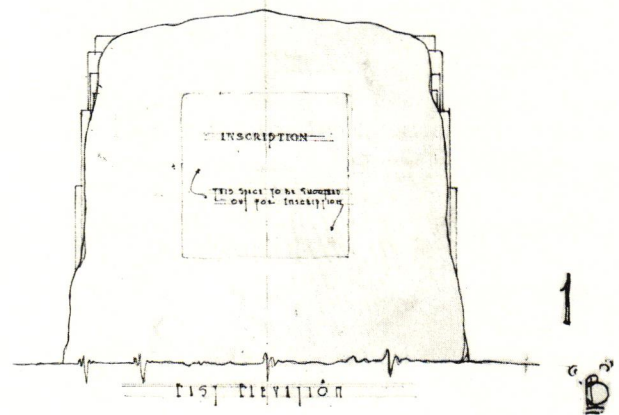 INSCRIPTION
THIS SPACE TO BE SMOOTHED
OUT FOR INSCRIPTION
1
EAST ELEVATION
"B"